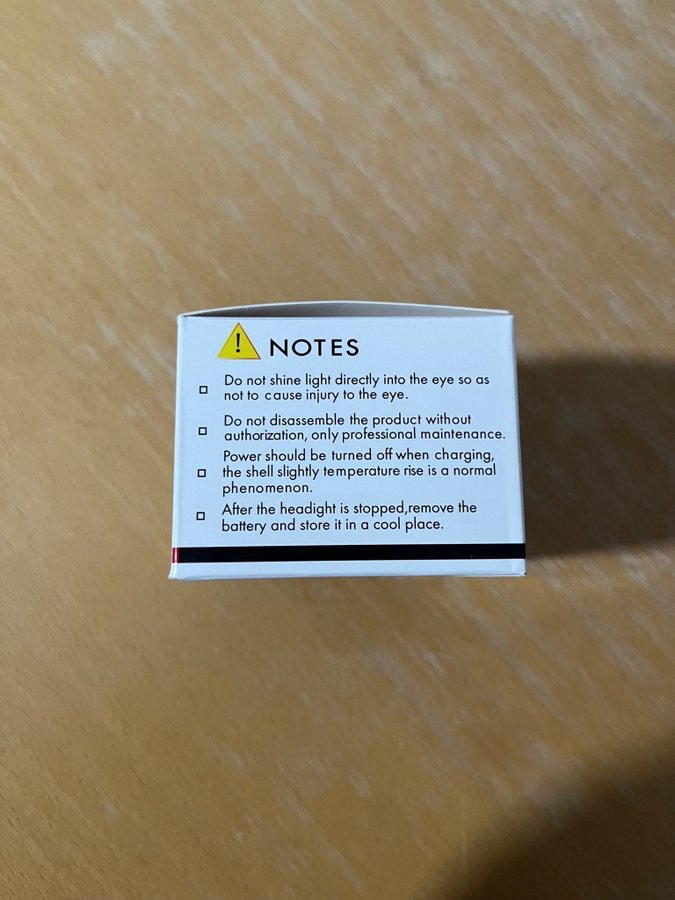 NOTES
Do not shine light directly into the eye so as
not to cause injury to the eye.
Do not disassemble the product without
authorization, only professional maintenance.
Power should be turned off when charging,
the shell slightly temperature rise is a normal
phenomenon.
After the headight is stopped,remove the
battery and store it in a cool place.